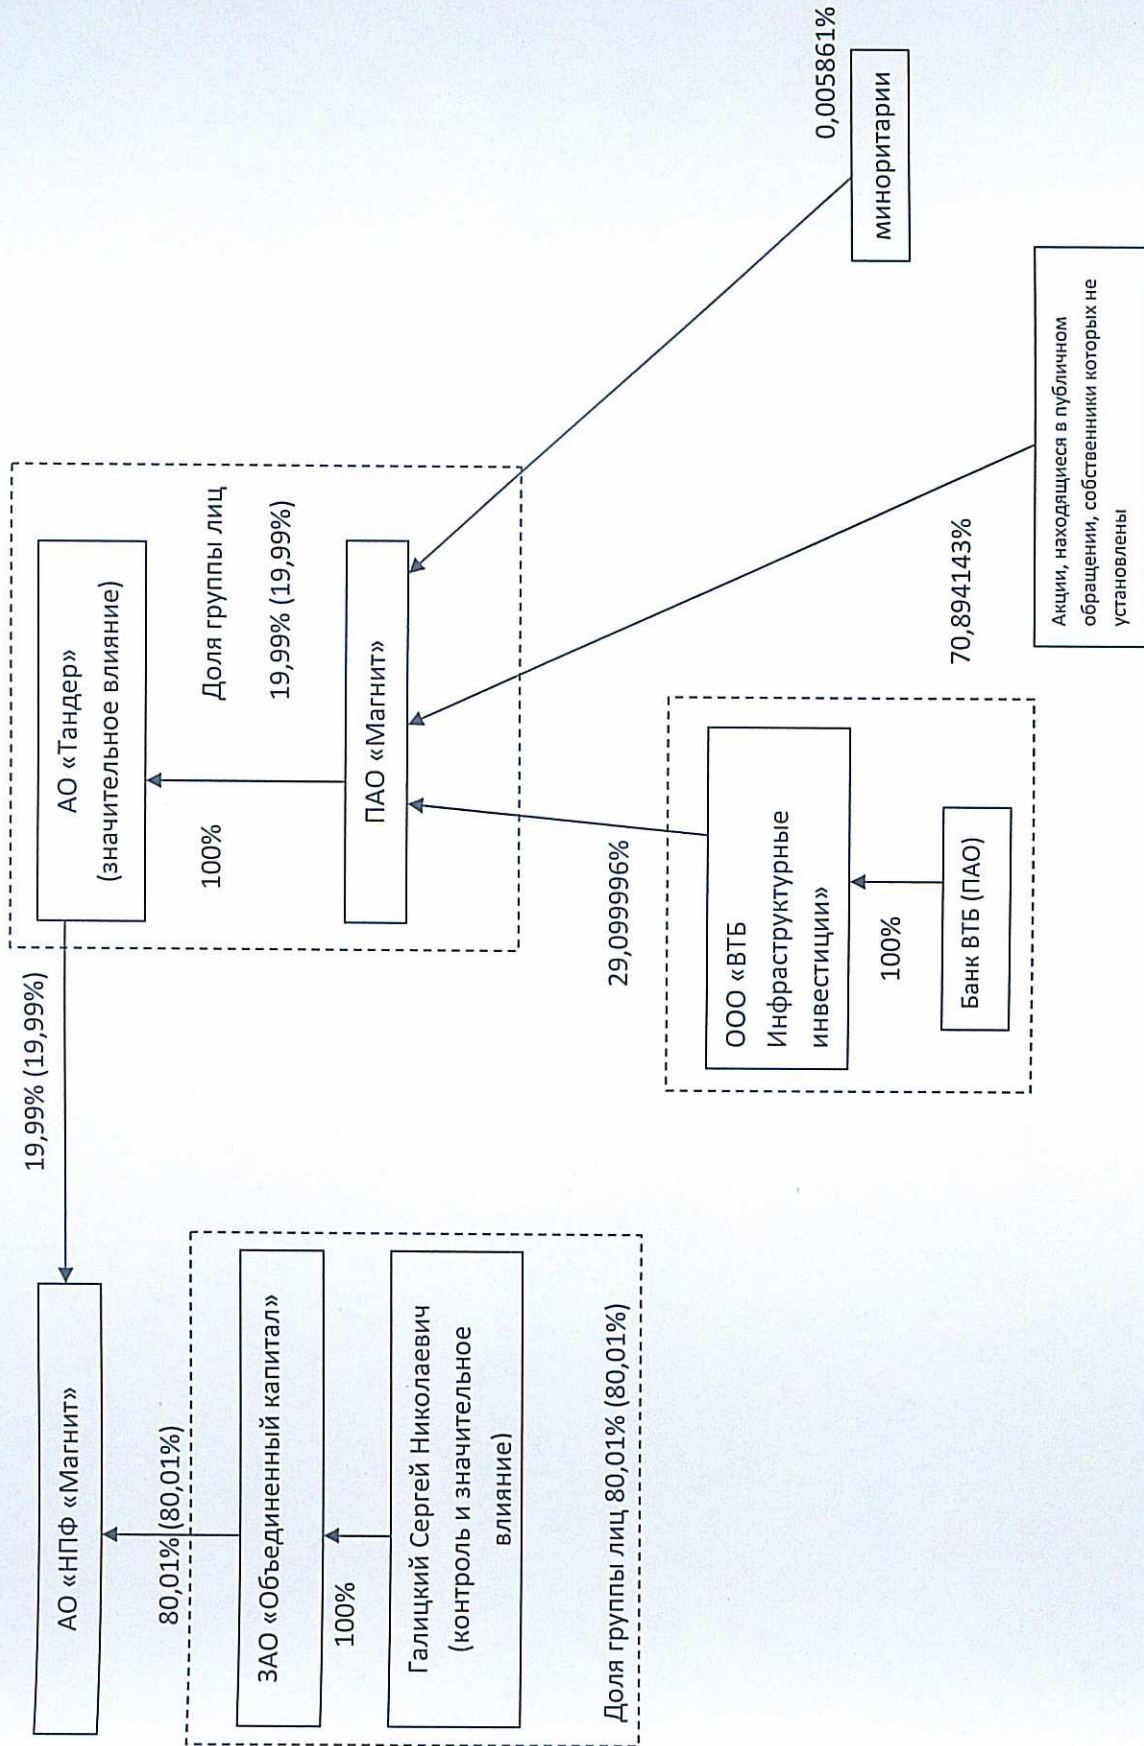 АО «НПФ «Магнит»
19,99% (19,99%)
АО «Тандер»
(значительное влияние)
80,01% (80,01%)
100%
Доля группы лиц
19,99% (19,99%)
ЗАО «Объединенный капитал»
100%
ПАО «Магнит»
Галицкий Сергей Николаевич
(контроль и значительное
влияние)
Доля группы лиц 80,01% (80,01%)
29,099996%
ООО «ВТБ
Инфраструктурные
инвестиции»
100%
Банк ВТБ (ПАО)
70,894143%
0,005861%
миноритарии
Акции, находящиеся в публичном
обращении, собственники которых не
установлены